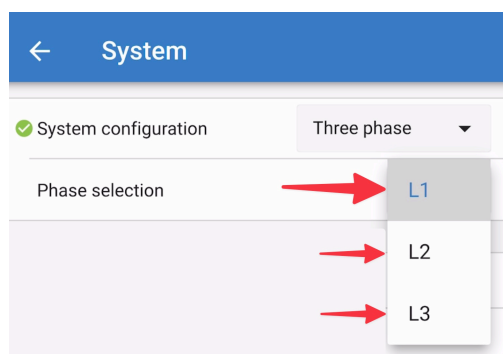 System
System configuration
Three phase
Phase selection
L1
L2
L3